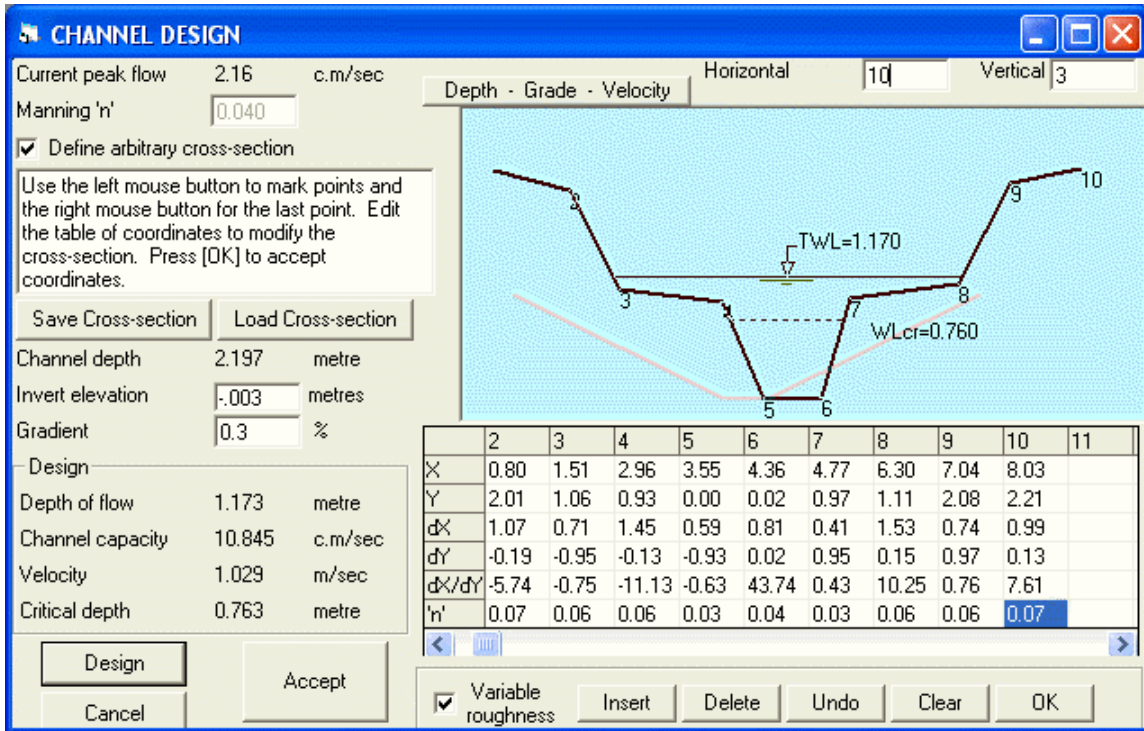 CHANNEL DESIGN
Current peak flow 2.16 c.m/sec
Manning 'n' 0.040
Define arbitrary cross-section
Use the left mouse button to mark points and
the right mouse button for the last point. Edit
the table of coordinates to modify the
cross-section. Press [OK] to accept
coordinates.
Save Cross-section Load Cross-section
Channel depth 2.197 metre
Invert elevation -.003 metres
Gradient 0.3 %
Design
Depth of flow 1.173 metre
Channel capacity 10.845 c.m/sec
Velocity 1.029 m/sec
Critical depth 0.763 metre
Design
Cancel
Accept
Depth - Grade - Velocity
Horizontal 10 Vertical 3
2
10
9
TWL=1.170
3
8
7
WLcr=0.760
5
6
2 3 4 5 6 7 8 9 10 11
X 0.80 1.51 2.96 3.55 4.36 4.77 6.30 7.04 8.03
Y 2.01 1.06 0.93 0.00 0.02 0.97 1.11 2.08 2.21
dX 1.07 0.71 1.45 0.59 0.81 0.41 1.53 0.74 0.99
dY -0.19 -0.95 -0.13 -0.93 0.02 0.95 0.15 0.97 0.13
dX/dY -5.74 -0.75 -11.13 -0.63 43.74 0.43 10.25 0.76 7.61
'n' 0.07 0.06 0.06 0.03 0.04 0.03 0.06 0.06 0.07
Variable
roughness
Insert Delete Undo Clear OK